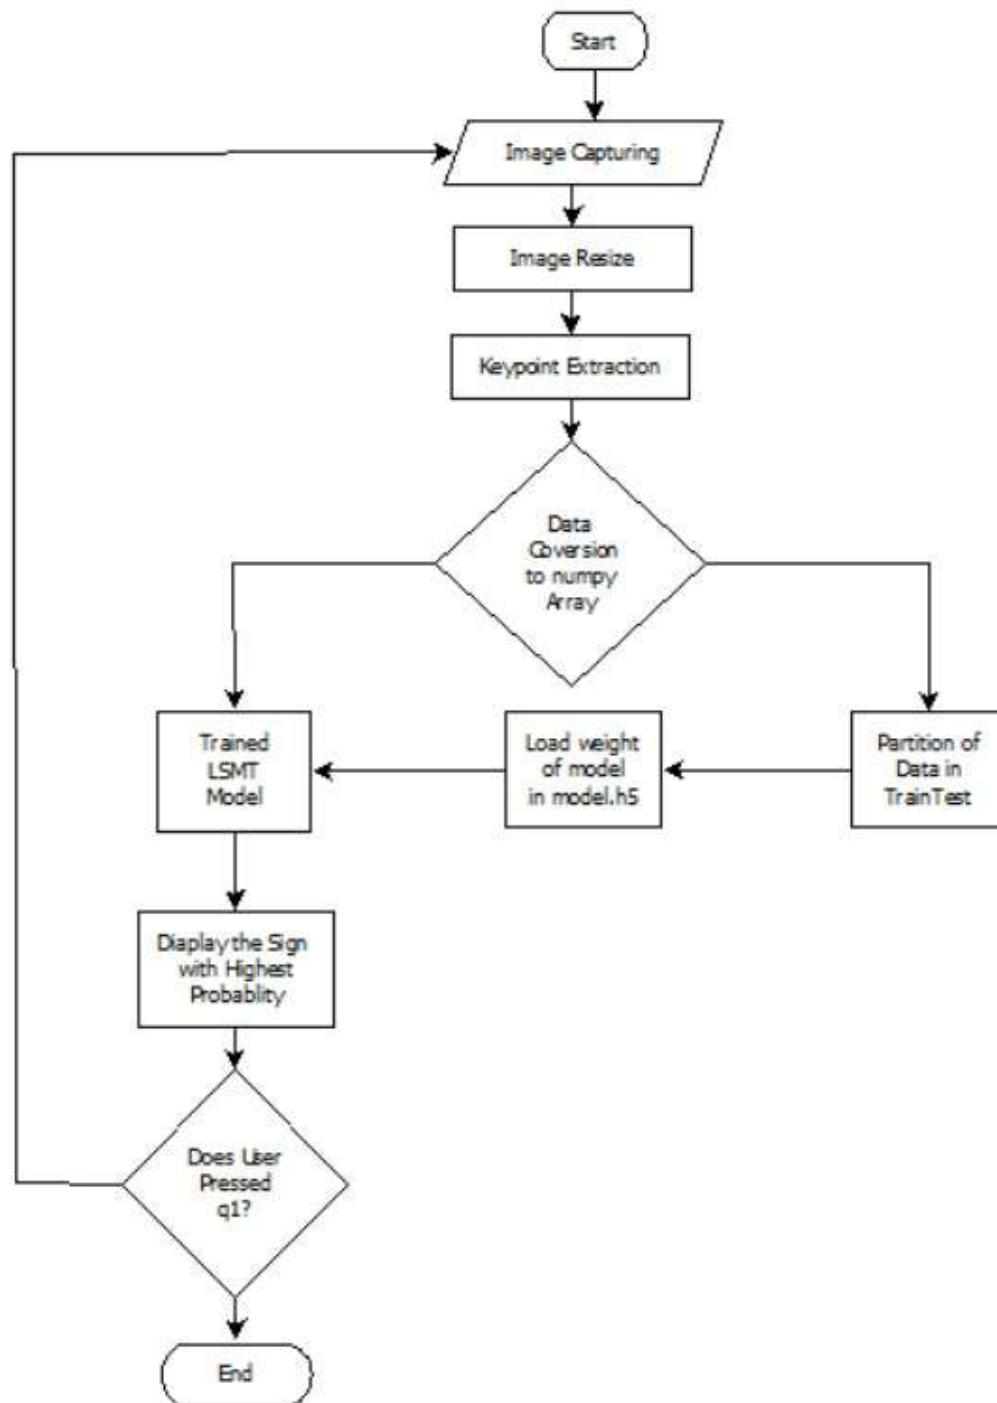 Start
Image Capturing
Image Resize
Keypoint Extraction
Data
Coversion
to numpy
Array
Trained
LSMT
Model
Load weight
of model
in model.h5
Partition of
Data in
TrainTest
Diaplay the Sign
with Highest
Probablity
Does User
Pressed
q1?
End